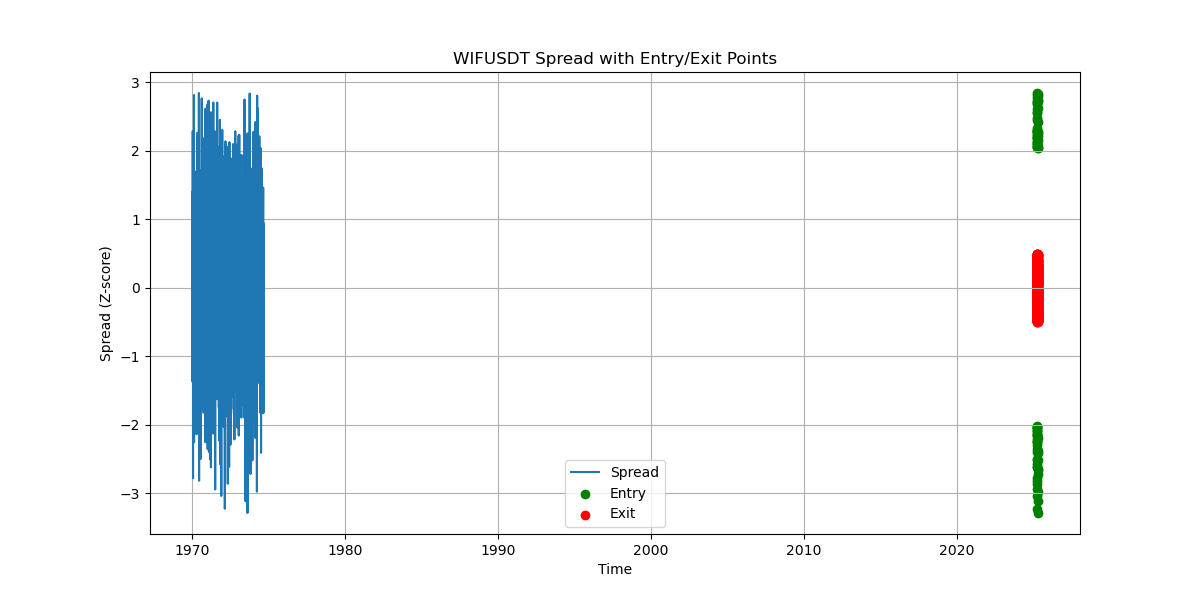 WIFUSDT Spread with Entry/Exit Points
3
2
1
0
−1
−2
−3
Spread (Z-score)
Spread
Entry
Exit
1970 1980 1990 2000 2010 2020
Time